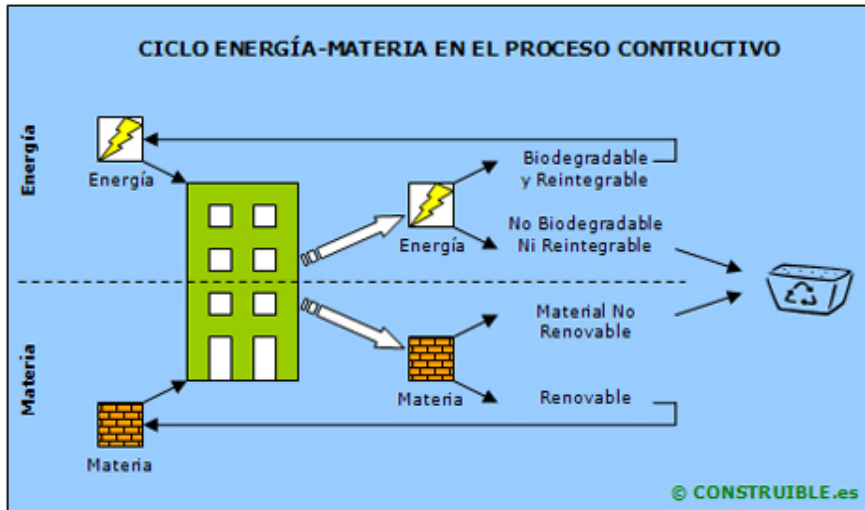 CICLO ENERGÍA-MATERIA EN EL PROCESO CONTRUCTIVO
Energía
Energía
Biodegradable
y Reintegrable
Energía
No Biodegradable
Ni Reintegrable
Materia
Material No
Renovable
Materia
Renovable
Materia
© CONSTRUIBLE.es